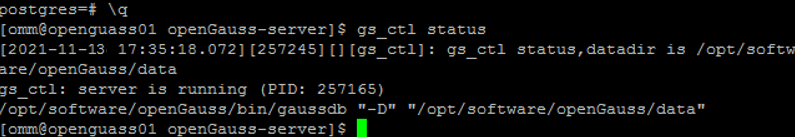 postgres=# \q
[omm@openguass01 openGauss-server]$ gs_ctl status
[2021-11-13 17:35:18.072][257245][][gs_ctl]: gs_ctl status,datadir is /opt/softw
are/openGauss/data
gs_ctl: server is running (PID: 257165)
/opt/software/openGauss/bin/gaussdb "-D" "/opt/software/openGauss/data"
[omm@openguass01 openGauss-server]$